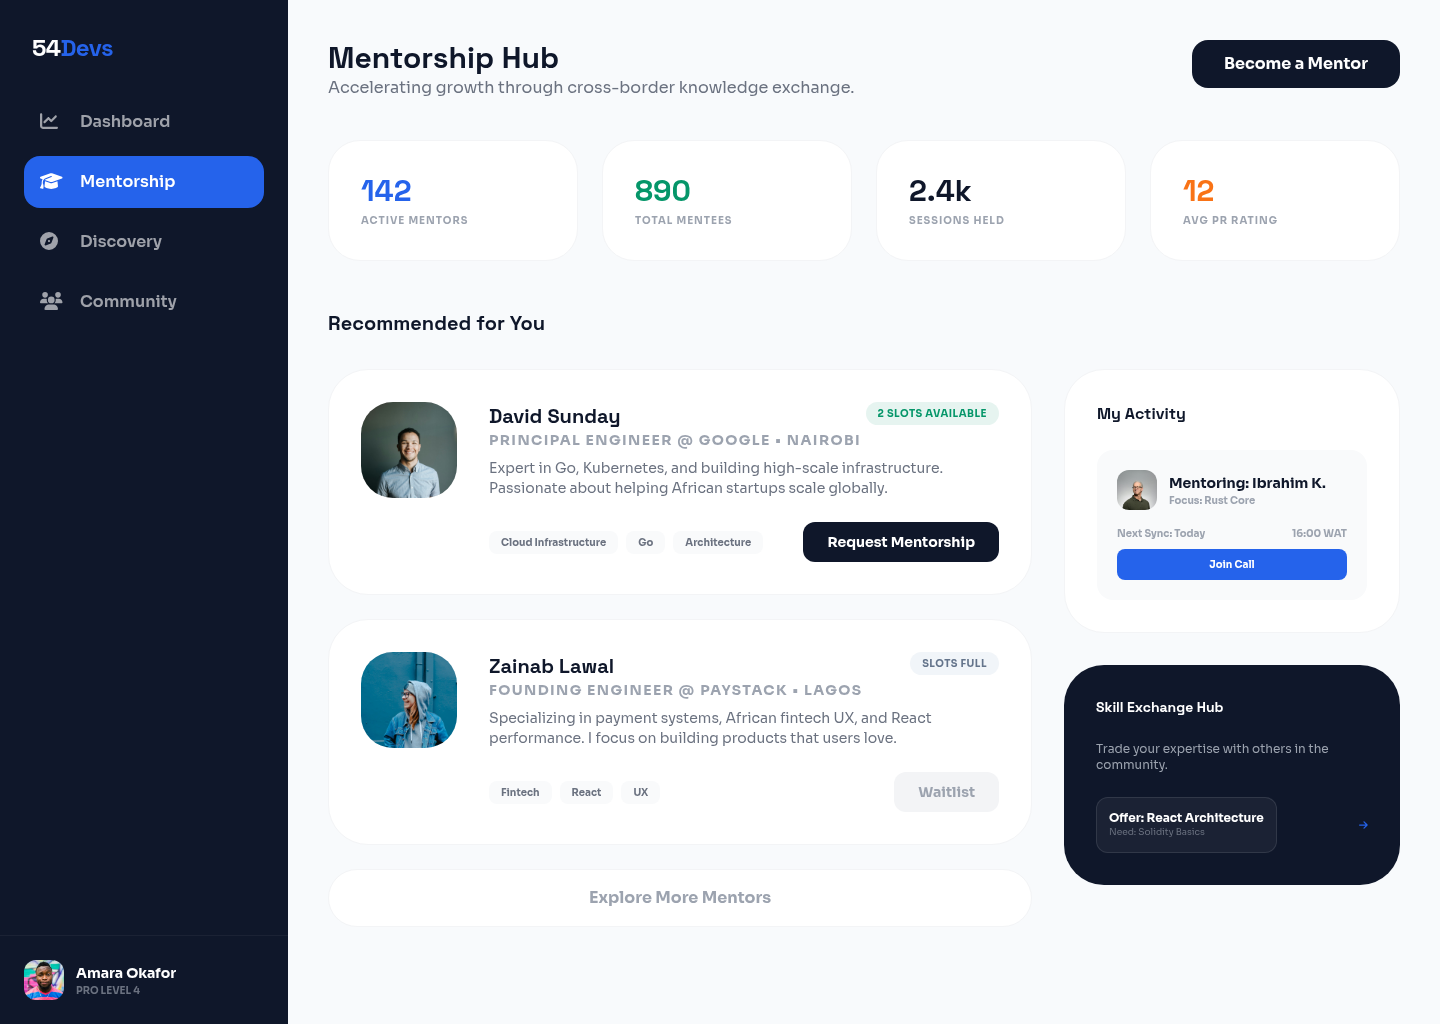 54Devs
Dashboard
Mentorship
Discovery
Community
Amara Okafor
PRO LEVEL 4
Mentorship Hub
Accelerating growth through cross-border knowledge exchange.
Become a Mentor
142
ACTIVE MENTORS
890
TOTAL MENTEES
2.4k
SESSIONS HELD
12
AVG PR RATING
Recommended for You
David Sunday
2 SLOTS AVAILABLE
PRINCIPAL ENGINEER @ GOOGLE • NAIROBI
Expert in Go, Kubernetes, and building high-scale infrastructure.
Passionate about helping African startups scale globally.
Cloud Infrastructure
Go
Architecture
Request Mentorship
Zainab Lawal
SLOTS FULL
FOUNDING ENGINEER @ PAYSTACK • LAGOS
Specializing in payment systems, African fintech UX, and React
performance. I focus on building products that users love.
Fintech
React
UX
Waitlist
Explore More Mentors
My Activity
Mentoring: Ibrahim K.
Focus: Rust Core
Next Sync: Today
16:00 WAT
Join Call
Skill Exchange Hub
Trade your expertise with others in the
community.
Offer: React Architecture
Need: Solidity Basics